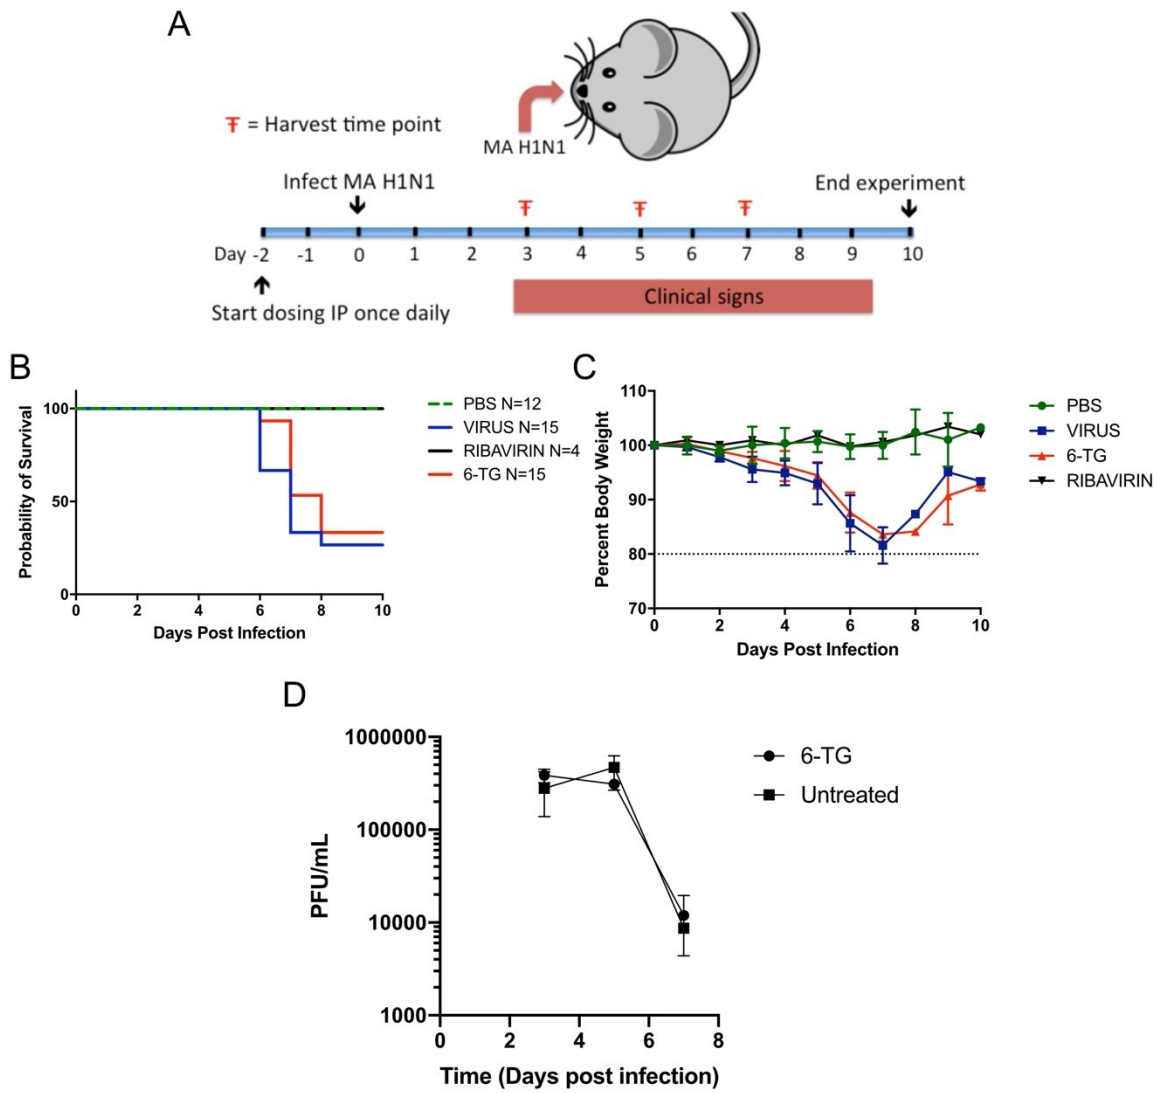 A
Ŧ = Harvest time point
MA H1N1
Infect MA H1N1
End experiment
Day -2 -1 0 1 2 3 4 5 6 7 8 9 10
Start dosing IP once daily
Clinical signs
B
Probability of Survival
100
50
0
0 2 4 6 8 10
Days Post Infection
PBS N=12
VIRUS N=15
RIBAVIRIN N=4
6-TG N=15
C
Percent Body Weight
110
100
90
80
70
0 2 4 6 8 10
Days Post Infection
PBS
VIRUS
6-TG
RIBAVIRIN
D
PFU/mL
1000000
100000
10000
1000
0 2 4 6 8
Time (Days post infection)
6-TG
Untreated